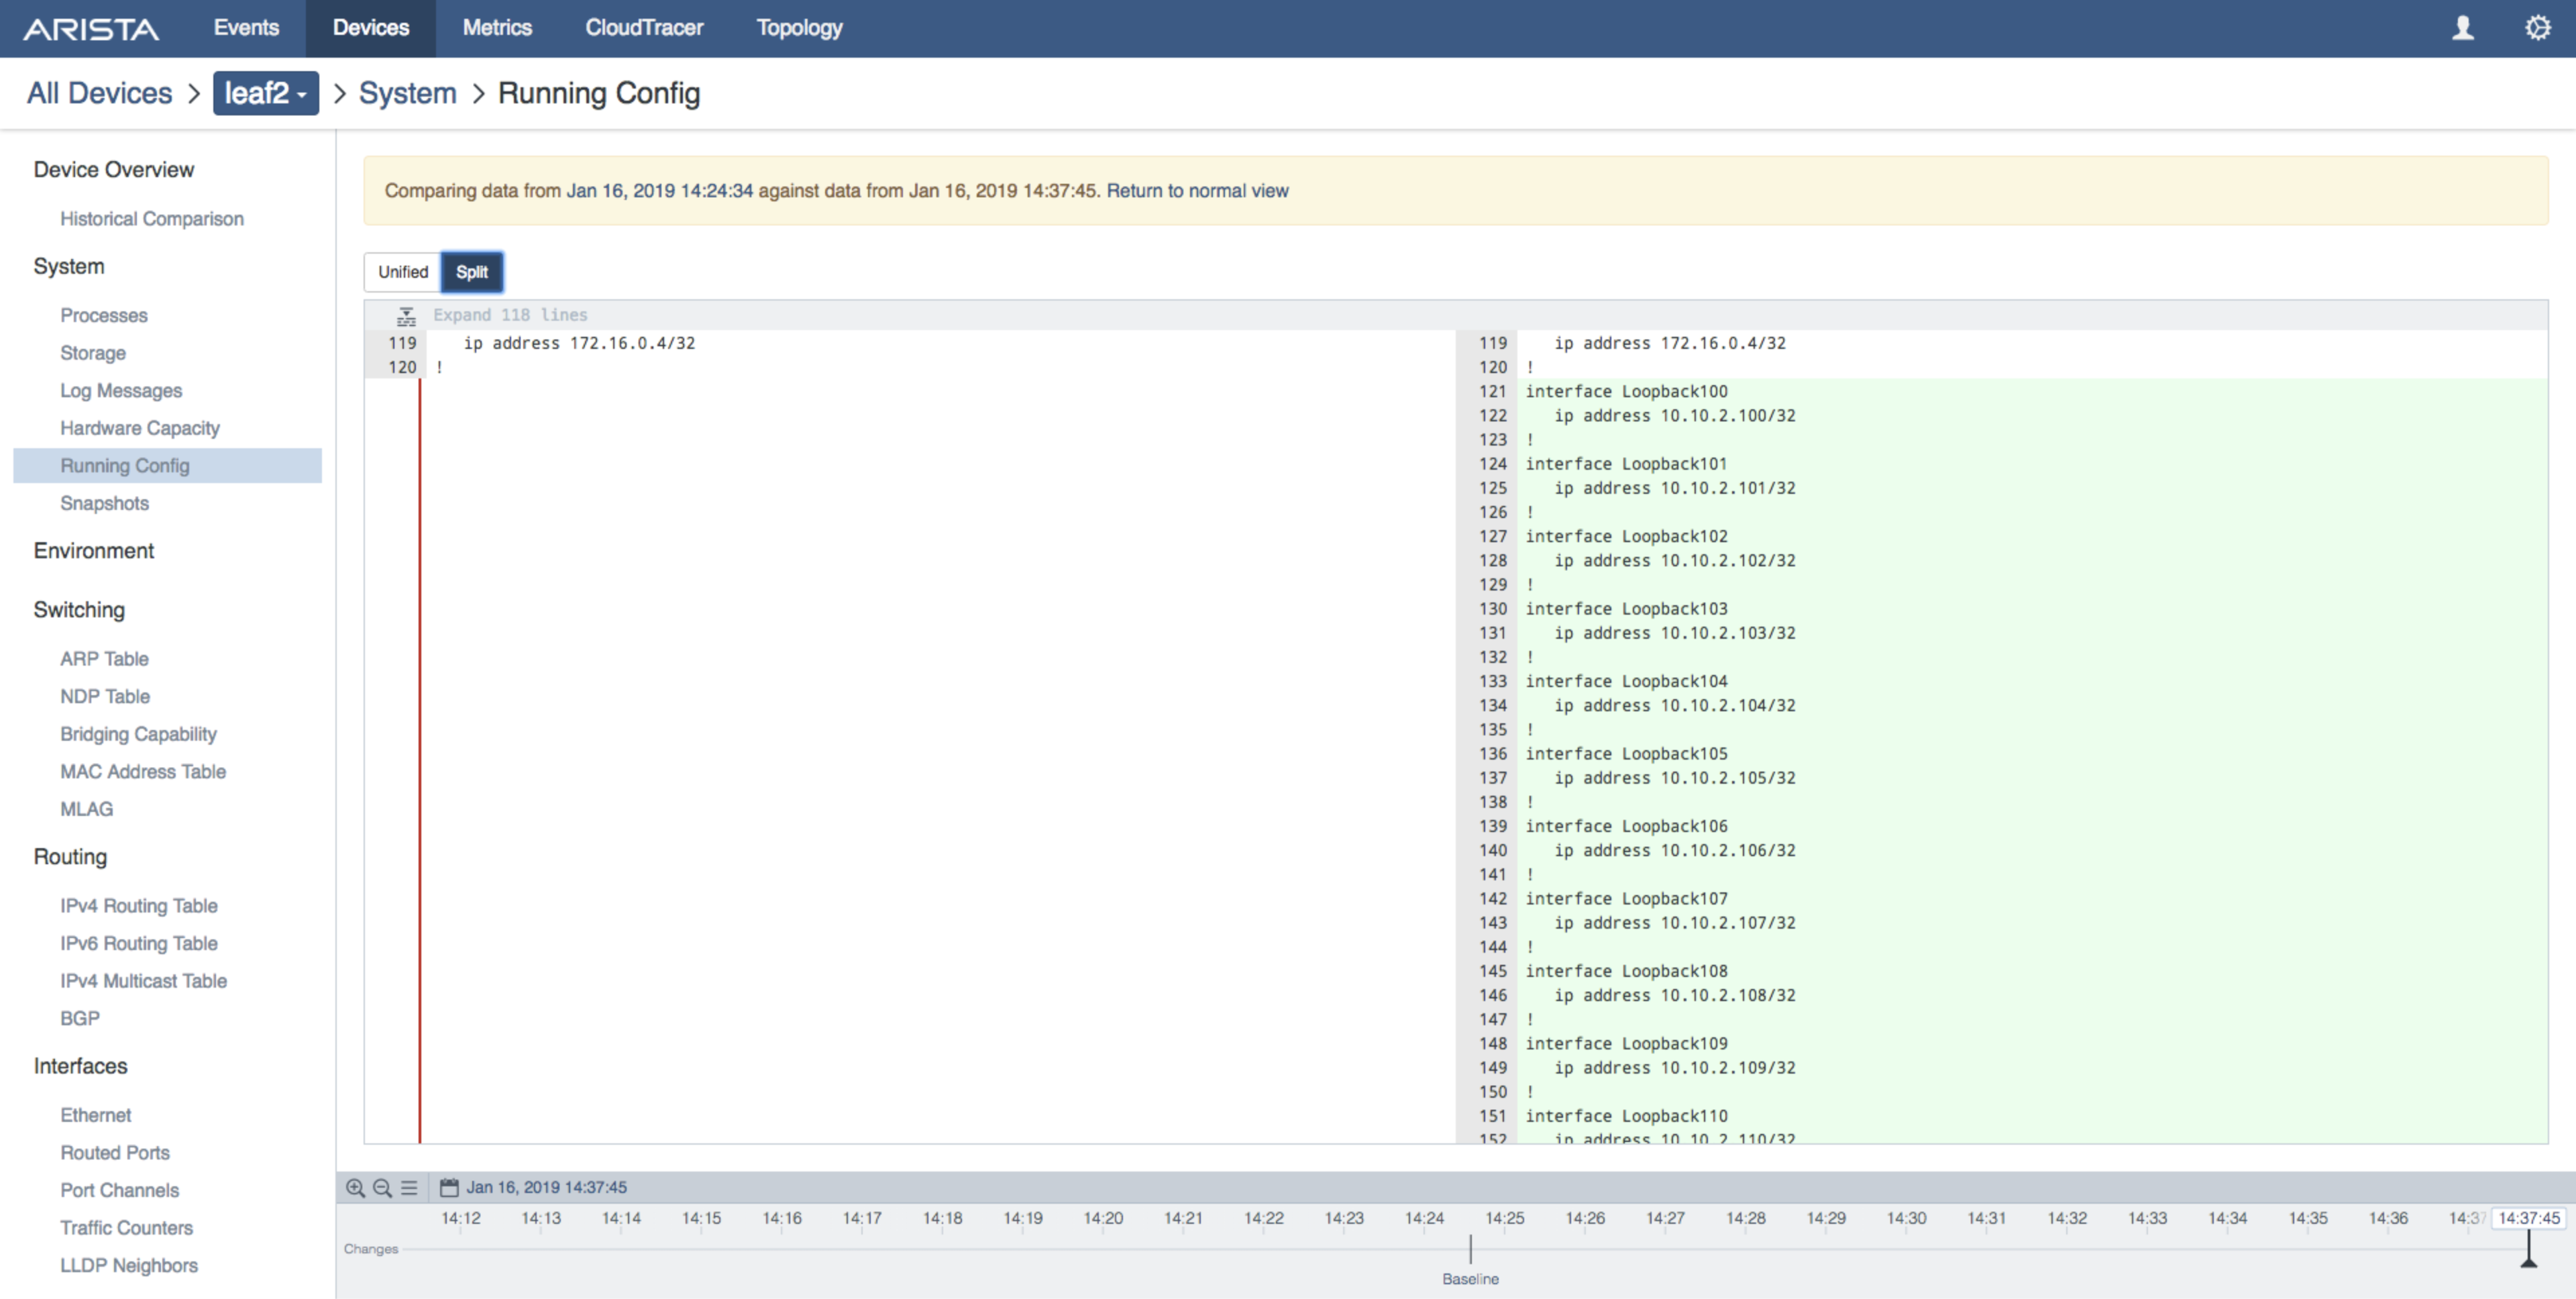 ARISTA Events Devices Metrics CloudTracer Topology
All Devices > leaf2 > System > Running Config
Device Overview
Historical Comparison
System
Processes
Storage
Log Messages
Hardware Capacity
Running Config
Snapshots
Environment
Switching
ARP Table
NDP Table
Bridging Capability
MAC Address Table
MLAG
Routing
IPv4 Routing Table
IPv6 Routing Table
IPv4 Multicast Table
BGP
Interfaces
Ethernet
Routed Ports
Port Channels
Traffic Counters
LLDP Neighbors
Comparing data from Jan 16, 2019 14:24:34 against data from Jan 16, 2019 14:37:45. Return to normal view
Unified Split
Expand 118 lines
119 ip address 172.16.0.4/32
120 !
119 ip address 172.16.0.4/32
120 !
121 interface Loopback100
122 ip address 10.10.2.100/32
123 !
124 interface Loopback101
125 ip address 10.10.2.101/32
126 !
127 interface Loopback102
128 ip address 10.10.2.102/32
129 !
130 interface Loopback103
131 ip address 10.10.2.103/32
132 !
133 interface Loopback104
134 ip address 10.10.2.104/32
135 !
136 interface Loopback105
137 ip address 10.10.2.105/32
138 !
139 interface Loopback106
140 ip address 10.10.2.106/32
141 !
142 interface Loopback107
143 ip address 10.10.2.107/32
144 !
145 interface Loopback108
146 ip address 10.10.2.108/32
147 !
148 interface Loopback109
149 ip address 10.10.2.109/32
150 !
151 interface Loopback110
152 ip address 10.10.2.110/32
Jan 16, 2019 14:37:45
14:12 14:13 14:14 14:15 14:16 14:17 14:18 14:19 14:20 14:21 14:22 14:23 14:24 14:25 14:26 14:27 14:28 14:29 14:30 14:31 14:32 14:33 14:34 14:35 14:36 14:37 14:37:45
Changes
Baseline